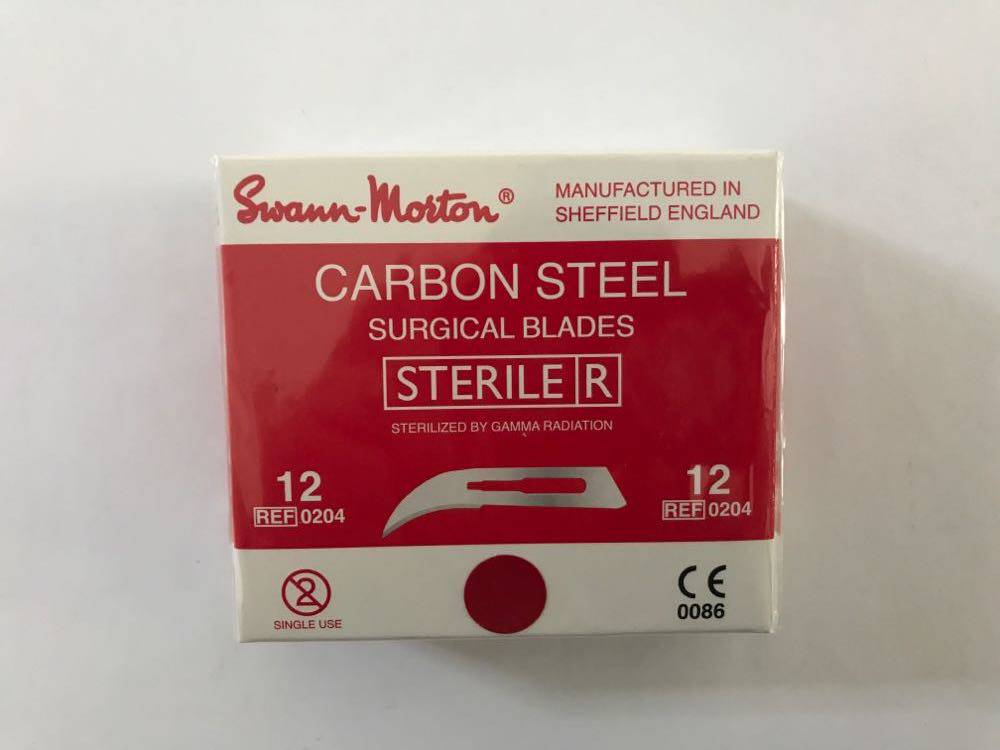 Swann-Morton®
MANUFACTURED IN
SHEFFIELD ENGLAND
CARBON STEEL
SURGICAL BLADES
STERILE R
STERILIZED BY GAMMA RADIATION
12
REF 0204
12
REF 0204
2
SINGLE USE
CE
0086